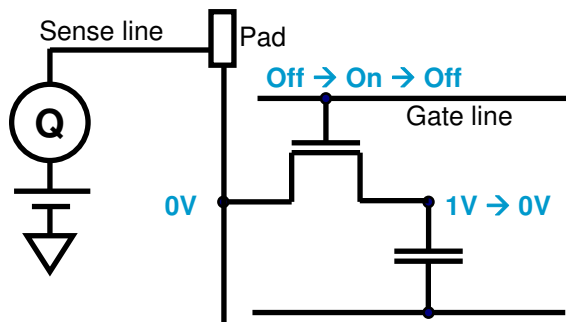 Sense line
Pad
Off → On → Off
Gate line
Q
0V
1V → 0V